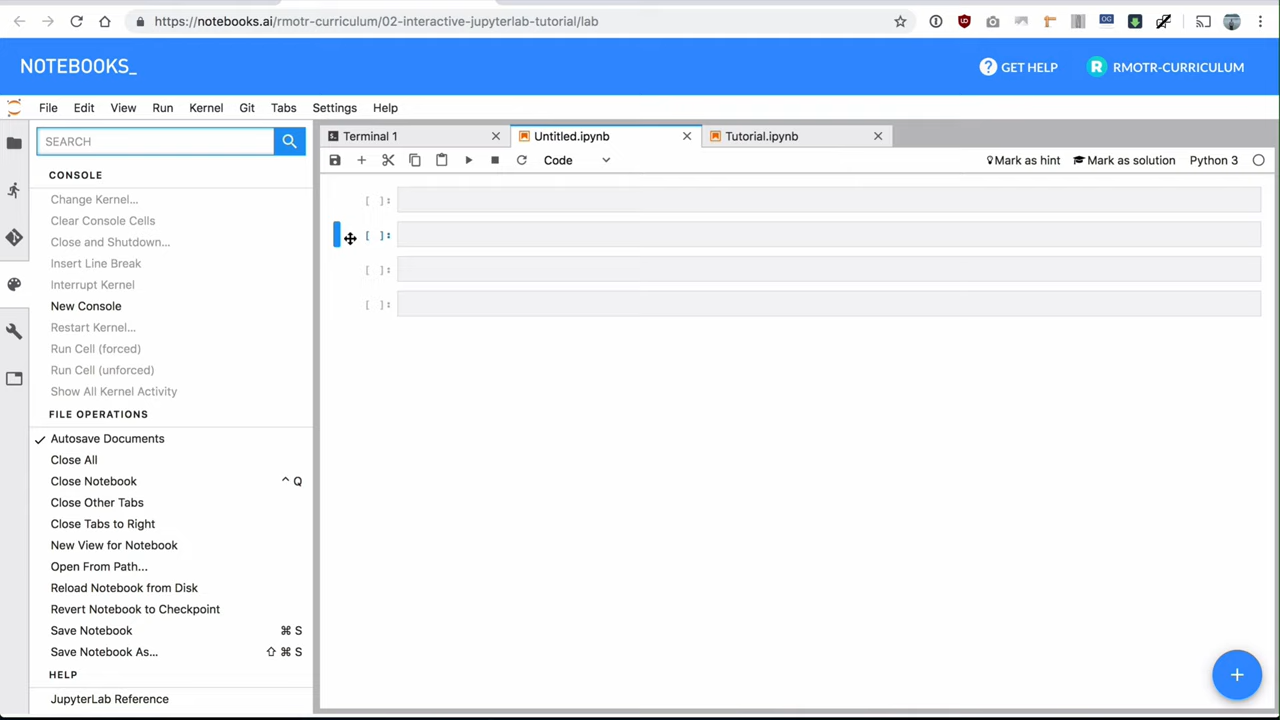 https://notebooks.ai/rmotr-curriculum/02-interactive-jupyterlab-tutorial/lab
NOTEBOOKS_
? GET HELP
R RMOTR-CURRICULUM
File Edit View Run Kernel Git Tabs Settings Help
SEARCH
CONSOLE
Change Kernel...
Clear Console Cells
Close and Shutdown...
Insert Line Break
Interrupt Kernel
New Console
Restart Kernel...
Run Cell (forced)
Run Cell (unforced)
Show All Kernel Activity
FILE OPERATIONS
Autosave Documents
Close All
Close Notebook ⌃ Q
Close Other Tabs
Close Tabs to Right
New View for Notebook
Open From Path...
Reload Notebook from Disk
Revert Notebook to Checkpoint
Save Notebook ⌘ S
Save Notebook As... ⇧ ⌘ S
HELP
JupyterLab Reference
Terminal 1
Untitled.ipynb
Tutorial.ipynb
Code
Mark as hint
Mark as solution
Python 3
[ ]:
[ ]:
[ ]:
[ ]: